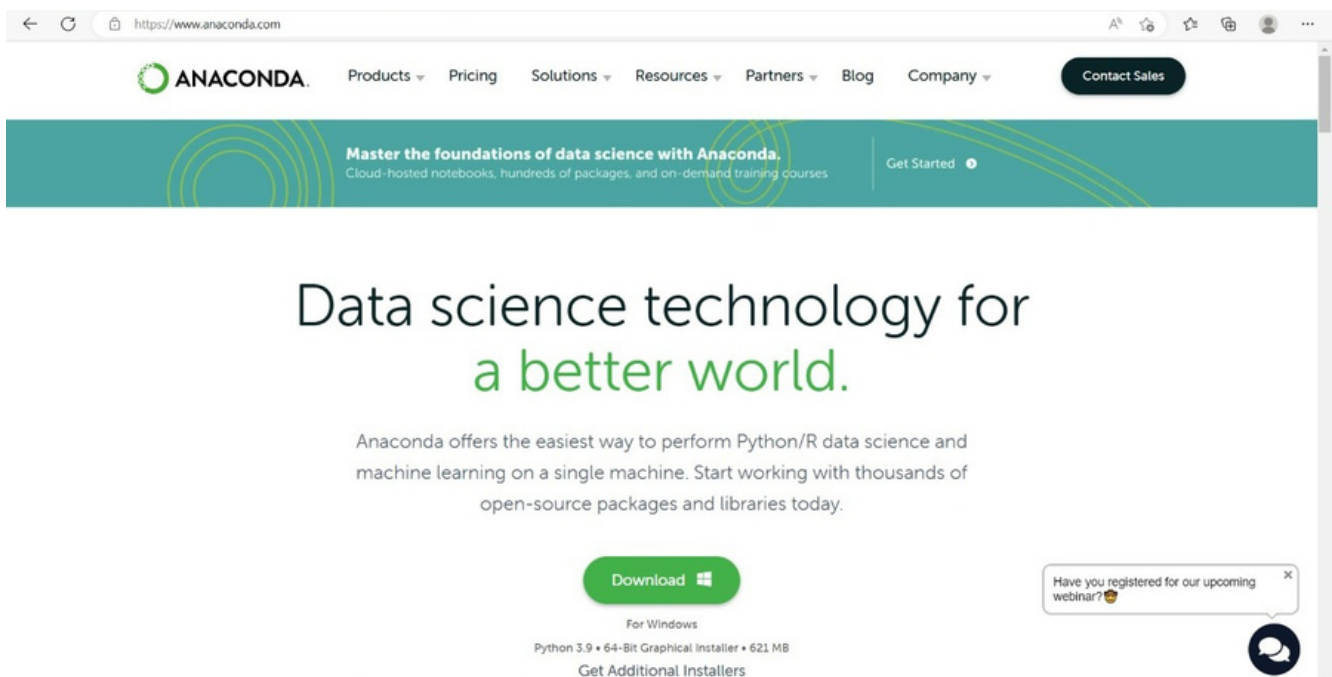 https://www.anaconda.com
ANACONDA.
Products
Pricing
Solutions
Resources
Partners
Blog
Company
Contact Sales
Master the foundations of data science with Anaconda.
Cloud-hosted notebooks, hundreds of packages, and on-demand training courses
Get Started
Data science technology for
a better world.
Anaconda offers the easiest way to perform Python/R data science and
machine learning on a single machine. Start working with thousands of
open-source packages and libraries today.
Download
For Windows
Python 3.9 • 64-Bit Graphical Installer • 621 MB
Get Additional Installers
Have you registered for our upcoming
webinar?🤠